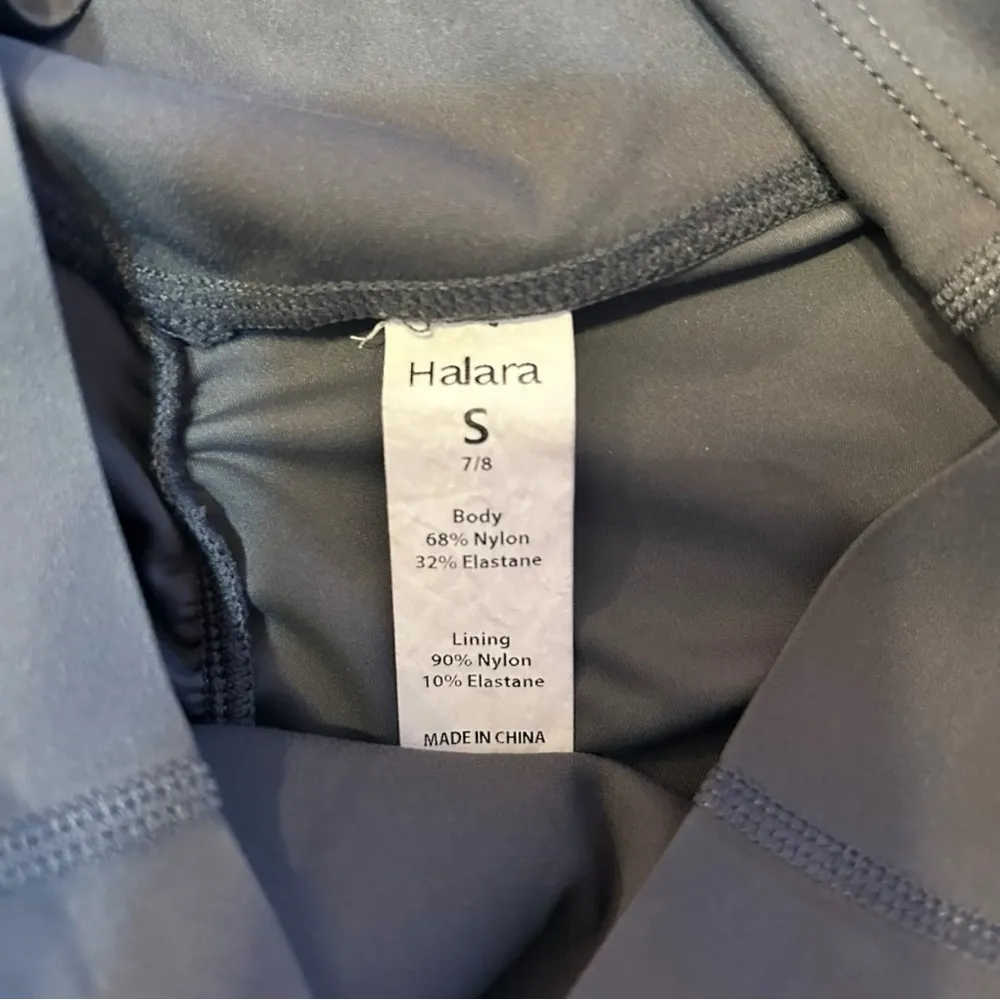 Halara
S
7/8
Body
68% Nylon
32% Elastane
Lining
90% Nylon
10% Elastane
MADE IN CHINA